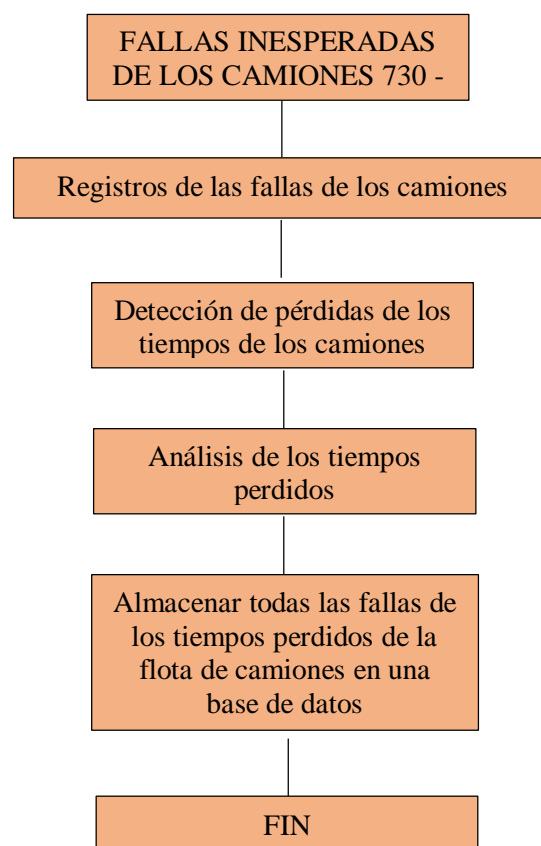 FALLAS INESPERADAS
DE LOS CAMIONES 730 -
Registros de las fallas de los camiones
Detección de pérdidas de los
tiempos de los camiones
Análisis de los tiempos
perdidos
Almacenar todas las fallas de
los tiempos perdidos de la
flota de camiones en una
base de datos
FIN